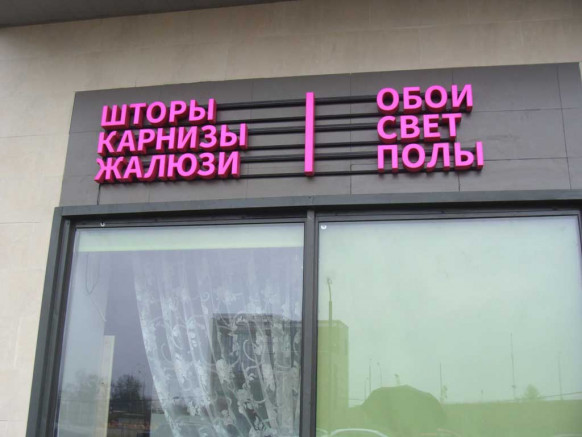 ШТОРЫ
КАРНИЗЫ
ЖАЛЮЗИ
ОБОИ
СВЕТ
ПОЛЫ